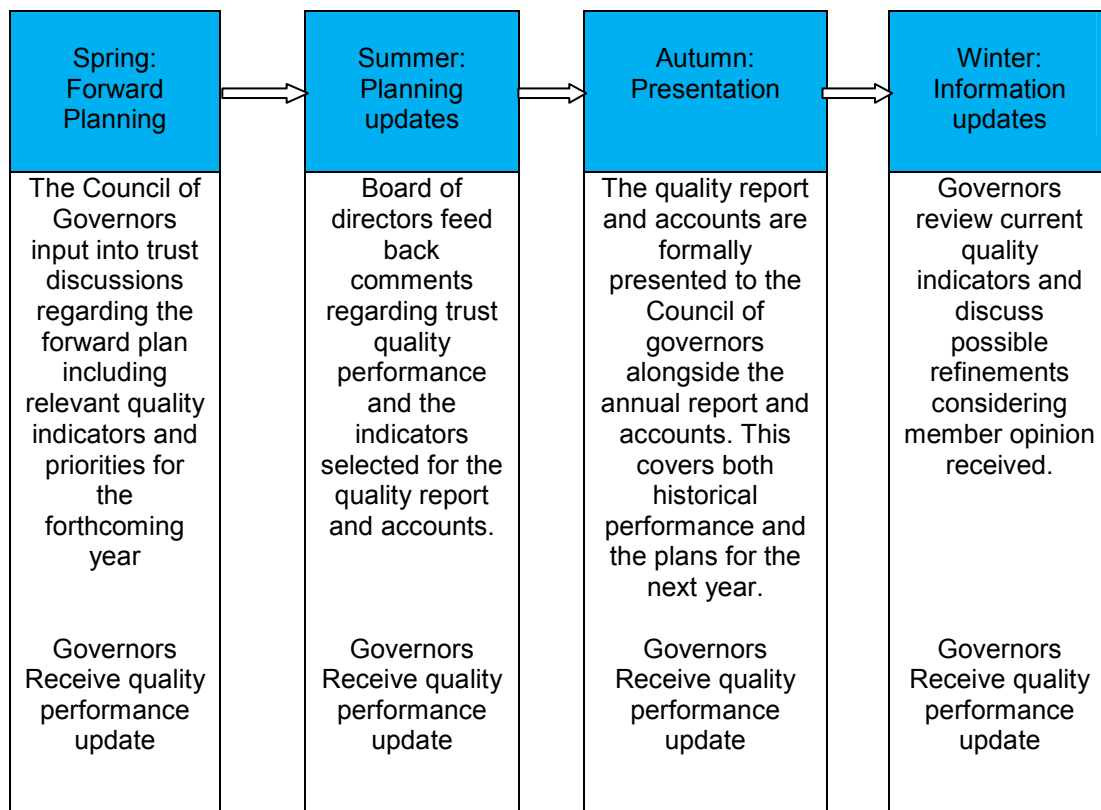 Spring:
Forward
Planning
The Council of
Governors
input into trust
discussions
regarding the
forward plan
including
relevant quality
indicators and
priorities for
the
forthcoming
year
Governors
Receive quality
performance
update
Summer:
Planning
updates
Board of
directors feed
back
comments
regarding trust
quality
performance
and the
indicators
selected for the
quality report
and accounts.
Governors
Receive quality
performance
update
Autumn:
Presentation
The quality report
and accounts are
formally
presented to the
Council of
governors
alongside the
annual report and
accounts. This
covers both
historical
performance and
the plans for the
next year.
Governors
Receive quality
performance
update
Winter:
Information
updates
Governors
review current
quality
indicators and
discuss
possible
refinements
considering
member opinion
received.
Governors
Receive quality
performance
update